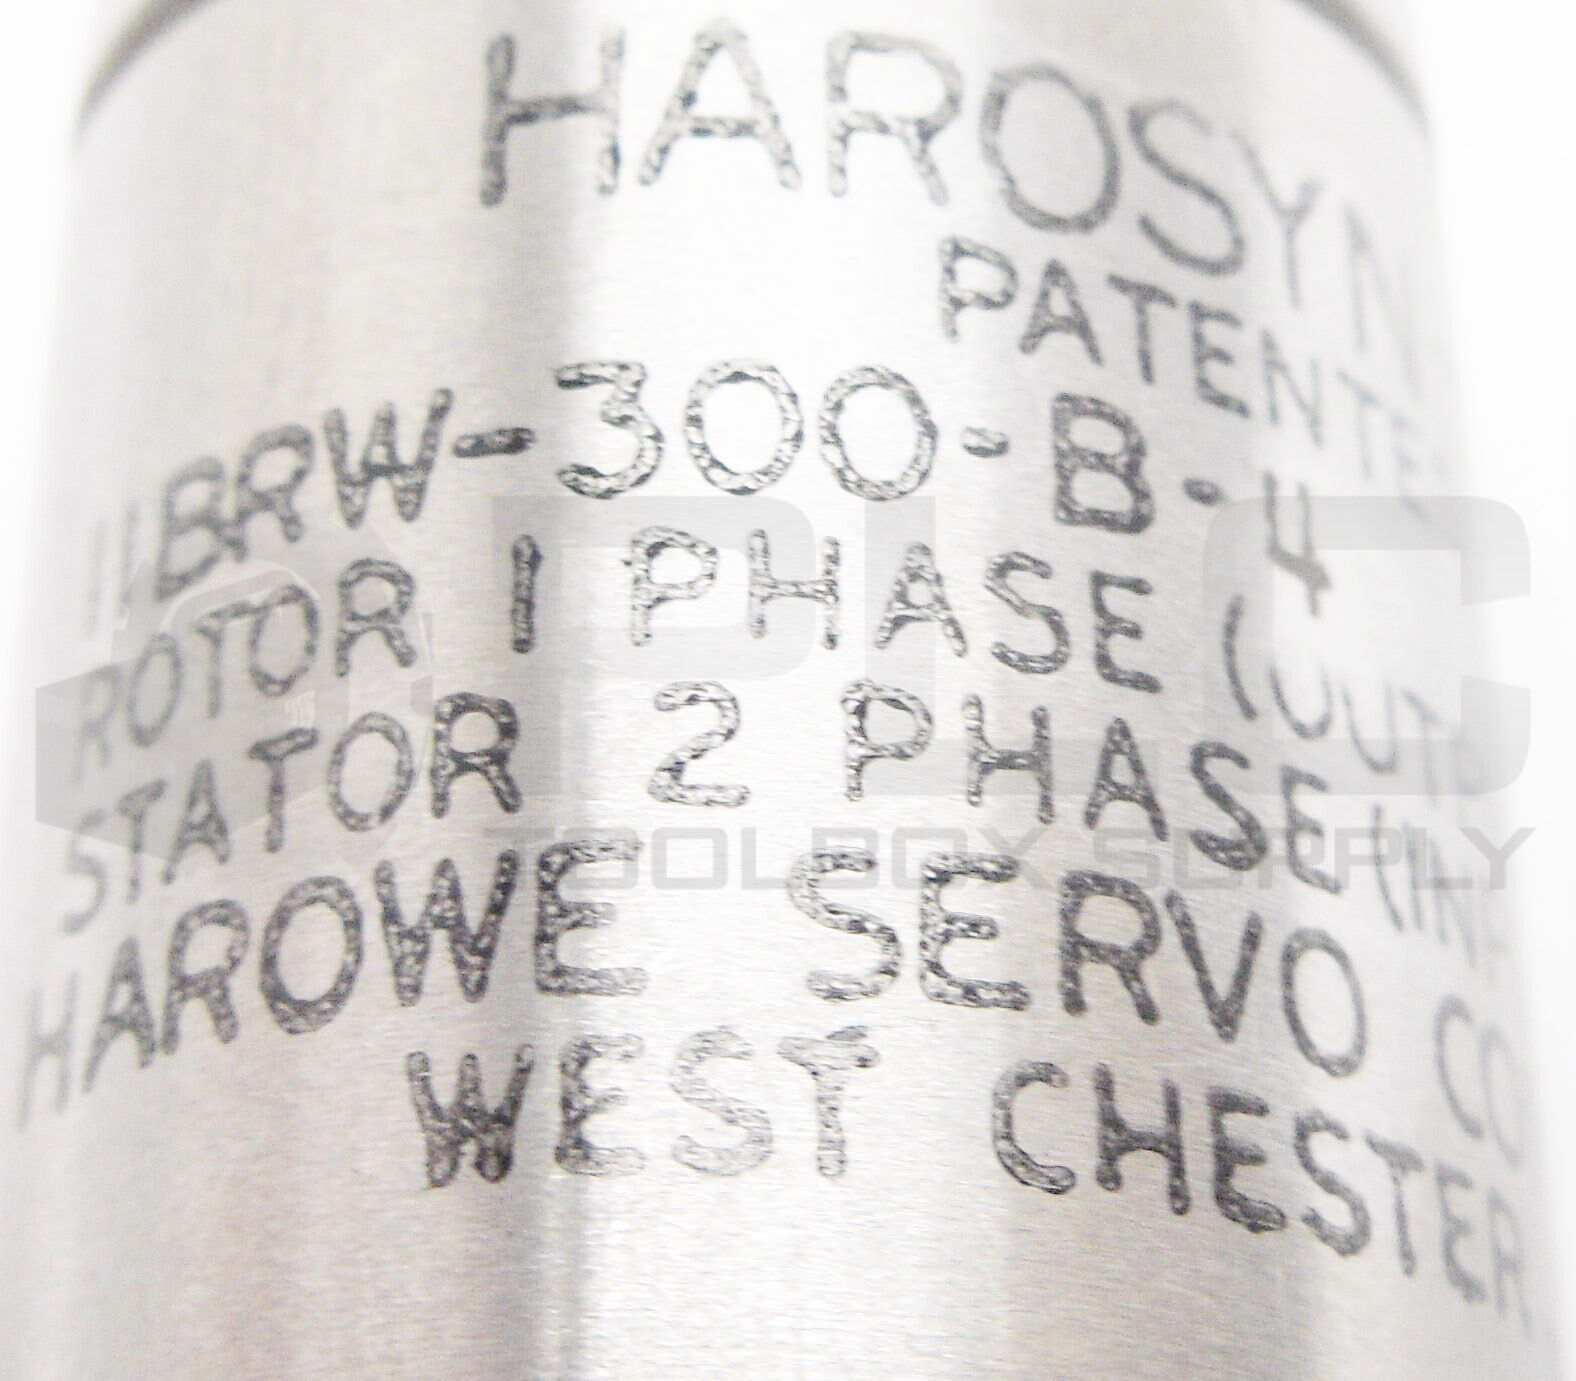 HAROSYN
PATENTE
11BRW-300-B-4
ROTOR 1 PHASE (OUT
STATOR 2 PHASE (IN
HAROWE SERVO CO
WEST CHESTER
PLC
TOOLBOX SUPPLY